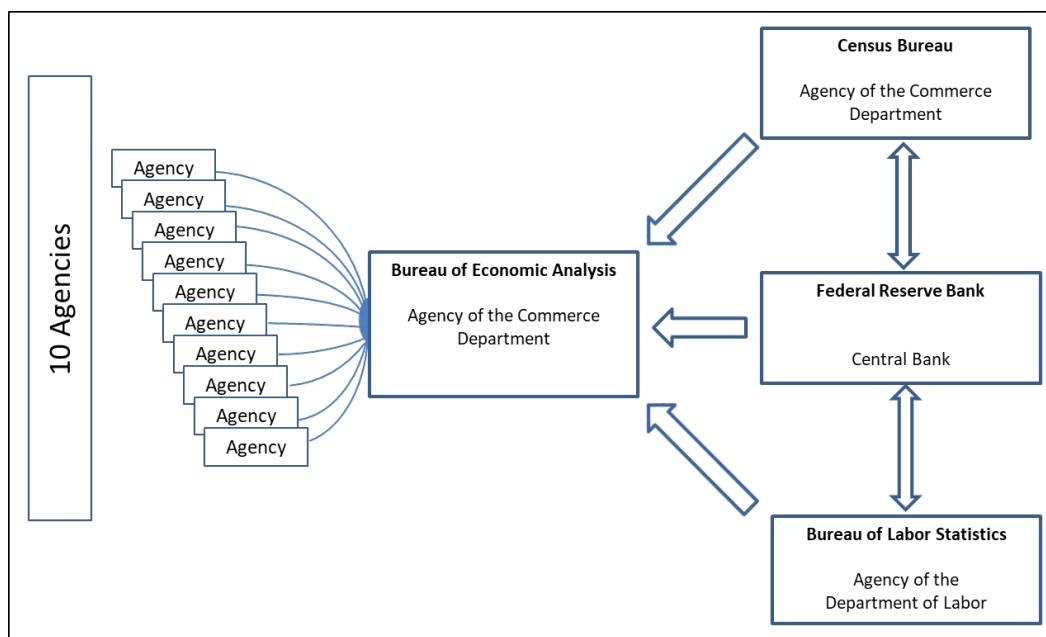 10 Agencies
Agency
Agency
Agency
Agency
Agency
Agency
Agency
Agency
Agency
Agency
Bureau of Economic Analysis
Agency of the Commerce
Department
Census Bureau
Agency of the Commerce
Department
Federal Reserve Bank
Central Bank
Bureau of Labor Statistics
Agency of the
Department of Labor